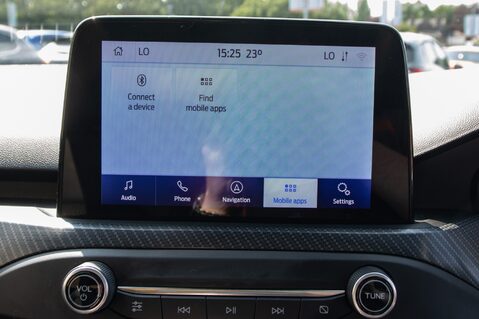 LO 15:25 23° LO
Connect
a device
Find
mobile apps
Audio Phone Navigation Mobile apps Settings
VOL TUNE